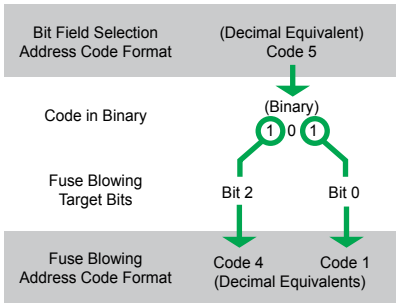 Bit Field Selection
Address Code Format
(Decimal Equivalent)
Code 5
Code in Binary
(Binary)
1 0 1
Fuse Blowing
Target Bits
Bit 2
Bit 0
Fuse Blowing
Address Code Format
Code 4
Code 1
(Decimal Equivalents)